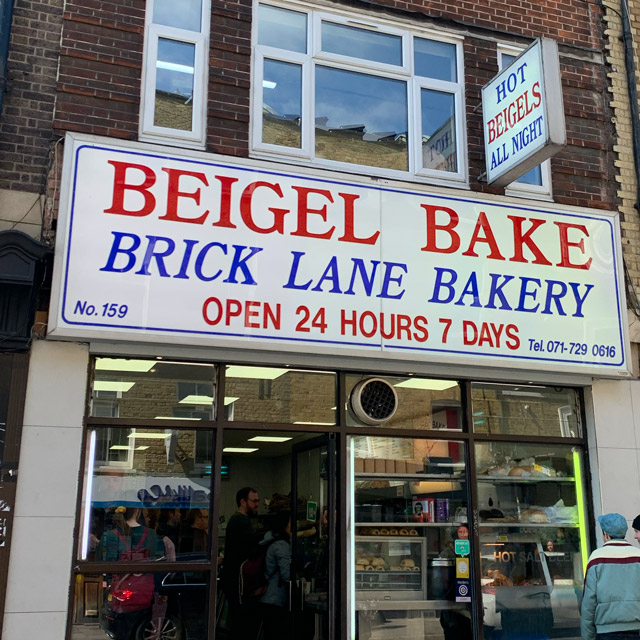 HOT
BEIGELS
ALL NIGHT
BEIGEL BAKE
BRICK LANE BAKERY
No. 159
OPEN 24 HOURS 7 DAYS
Tel. 071-729 0616